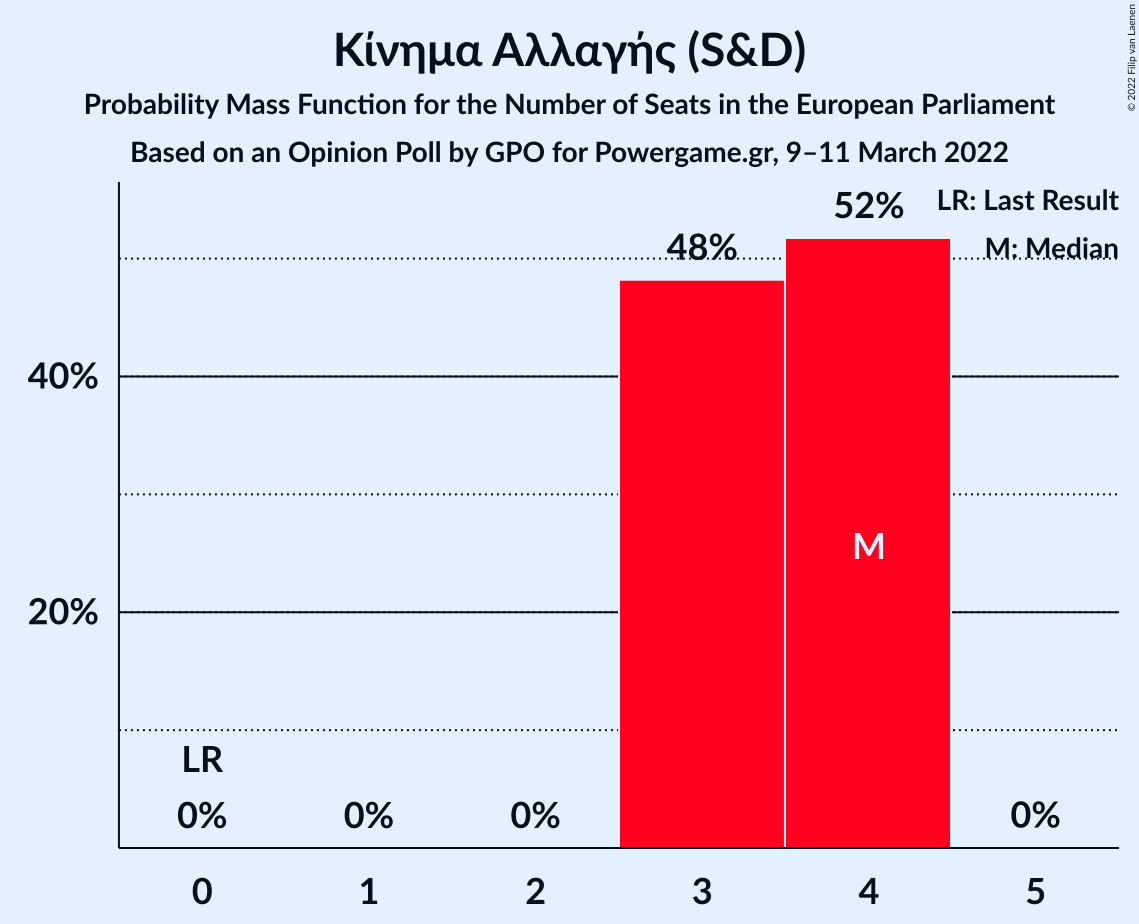 Κίνημα Αλλαγής (S&D)
Probability Mass Function for the Number of Seats in the European Parliament
Based on an Opinion Poll by GPO for Powergame.gr, 9–11 March 2022
© 2022 Filip van Laenen
LR: Last Result
M: Median
52%
48%
40%
20%
M
LR
0%
0%
0%
0%
0
1
2
3
4
5